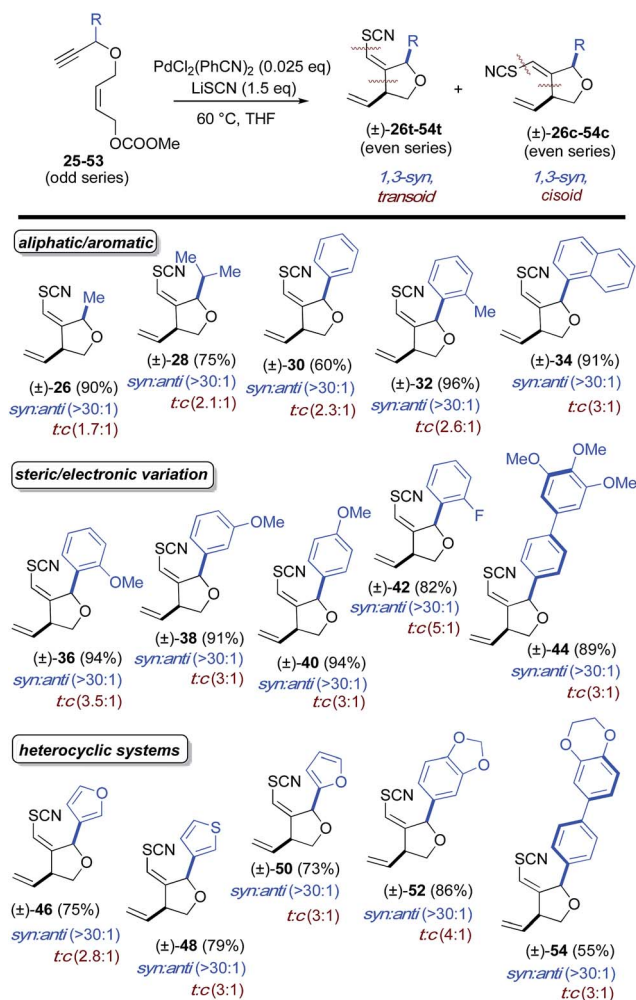 R
O
OCOOMe
25-53
(odd series)
PdCl2(PhCN)2 (0.025 eq)
LiSCN (1.5 eq)
60 °C, THF
SCN
R
O
(±)-26t-54t
(even series)
1,3-syn,
transoid
+
NCS
R
O
(±)-26c-54c
(even series)
1,3-syn,
cisoid
aliphatic/aromatic
SCN
Me
O
(±)-26 (90%)
syn:anti (>30:1)
t:c (1.7:1)
Me
SCN
Me
O
(±)-28 (75%)
syn:anti (>30:1)
t:c (2.1:1)
SCN
O
(±)-30 (60%)
syn:anti (>30:1)
t:c (2.3:1)
SCN
Me
O
(±)-32 (96%)
syn:anti (>30:1)
t:c (2.6:1)
SCN
O
(±)-34 (91%)
syn:anti (>30:1)
t:c (3:1)
steric/electronic variation
SCN
OMe
O
(±)-36 (94%)
syn:anti (>30:1)
t:c (3.5:1)
OMe
SCN
O
(±)-38 (91%)
syn:anti (>30:1)
t:c (3:1)
OMe
SCN
O
(±)-40 (94%)
syn:anti (>30:1)
t:c (3:1)
SCN
F
O
(±)-42 (82%)
syn:anti (>30:1)
t:c (5:1)
OMe
MeO
OMe
SCN
O
(±)-44 (89%)
syn:anti (>30:1)
t:c (3:1)
heterocyclic systems
O
SCN
O
(±)-46 (75%)
syn:anti (>30:1)
t:c (2.8:1)
S
SCN
O
(±)-48 (79%)
syn:anti (>30:1)
t:c (3:1)
O
SCN
O
(±)-50 (73%)
syn:anti (>30:1)
t:c (3:1)
O
O
SCN
O
(±)-52 (86%)
syn:anti (>30:1)
t:c (4:1)
O
O
SCN
O
(±)-54 (55%)
syn:anti (>30:1)
t:c (3:1)